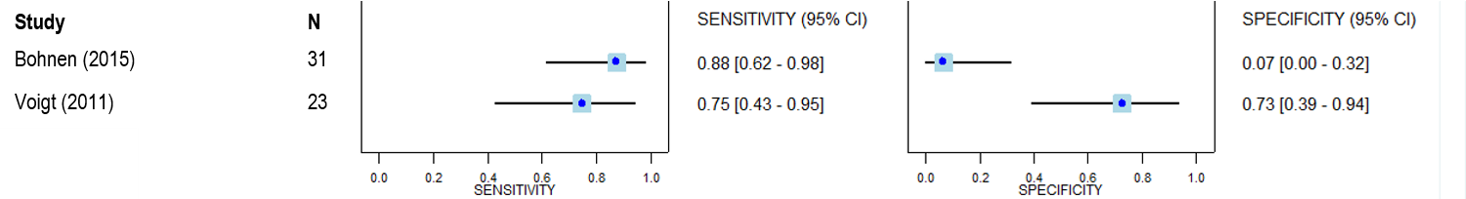 Study N SENSITIVITY (95% CI) SPECIFICITY (95% CI)
Bohnen (2015) 31 0.88 [0.62 - 0.98] 0.07 [0.00 - 0.32]
Voigt (2011) 23 0.75 [0.43 - 0.95] 0.73 [0.39 - 0.94]
0.0 0.2 0.4 0.6 0.8 1.0 0.0 0.2 0.4 0.6 0.8 1.0
SENSITIVITY SPECIFICITY